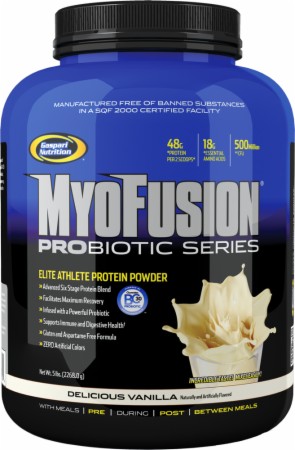 MANUFACTURED FREE OF BANNED SUBSTANCES
IN A SQF 2000 CERTIFIED FACILITY
Gaspari Nutrition
48G
*PROTEIN
PER 2 SCOOPS*
18G
*ESSENTIAL
AMINO ACIDS
500 MILLION
*CFU
MYOFUSION®
PROBIOTIC SERIES
ELITE ATHLETE PROTEIN POWDER
• Advanced Six Stage Protein Blend
• Facilitates Maximum Recovery
• Infused with a Powerful Probiotic
• Supports Immune and Digestive Health†
• Gluten and Aspartame Free Formula
• ZERO Artificial Colors
BC30
Net Wt. 5 lbs. (2268.0 g)
DELICIOUS VANILLA
Naturally and Artificially Flavored
WITH MEALS | PRE | DURING | POST | BETWEEN MEALS